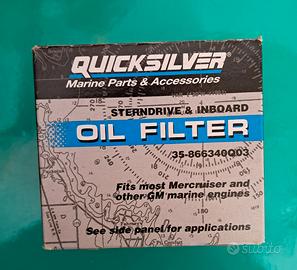 QUICKSILVER®
Marine Parts & Accessories
STERNDRIVE & INBOARD
OIL FILTER
35-866340Q03
Fits most Mercruiser and
other GM marine engines
See side panel for applications
subito